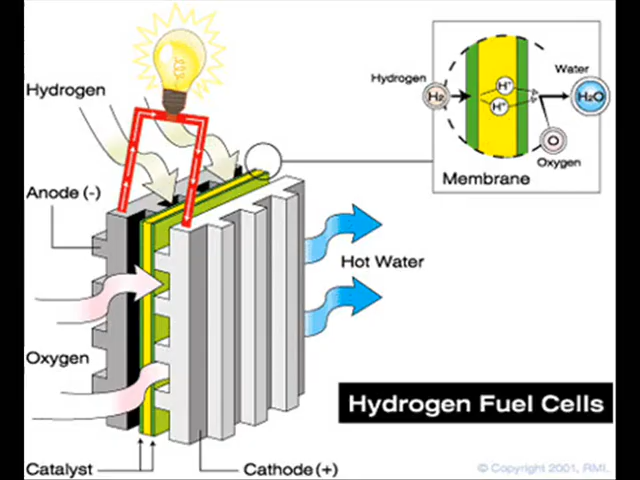 Hydrogen
Anode (-)
Oxygen
Catalyst
Cathode (+)
Hot Water
Hydrogen
H2
H+
H+
Water
H2O
O
Oxygen
Membrane
Hydrogen Fuel Cells
© Copyright 2001, RMI.